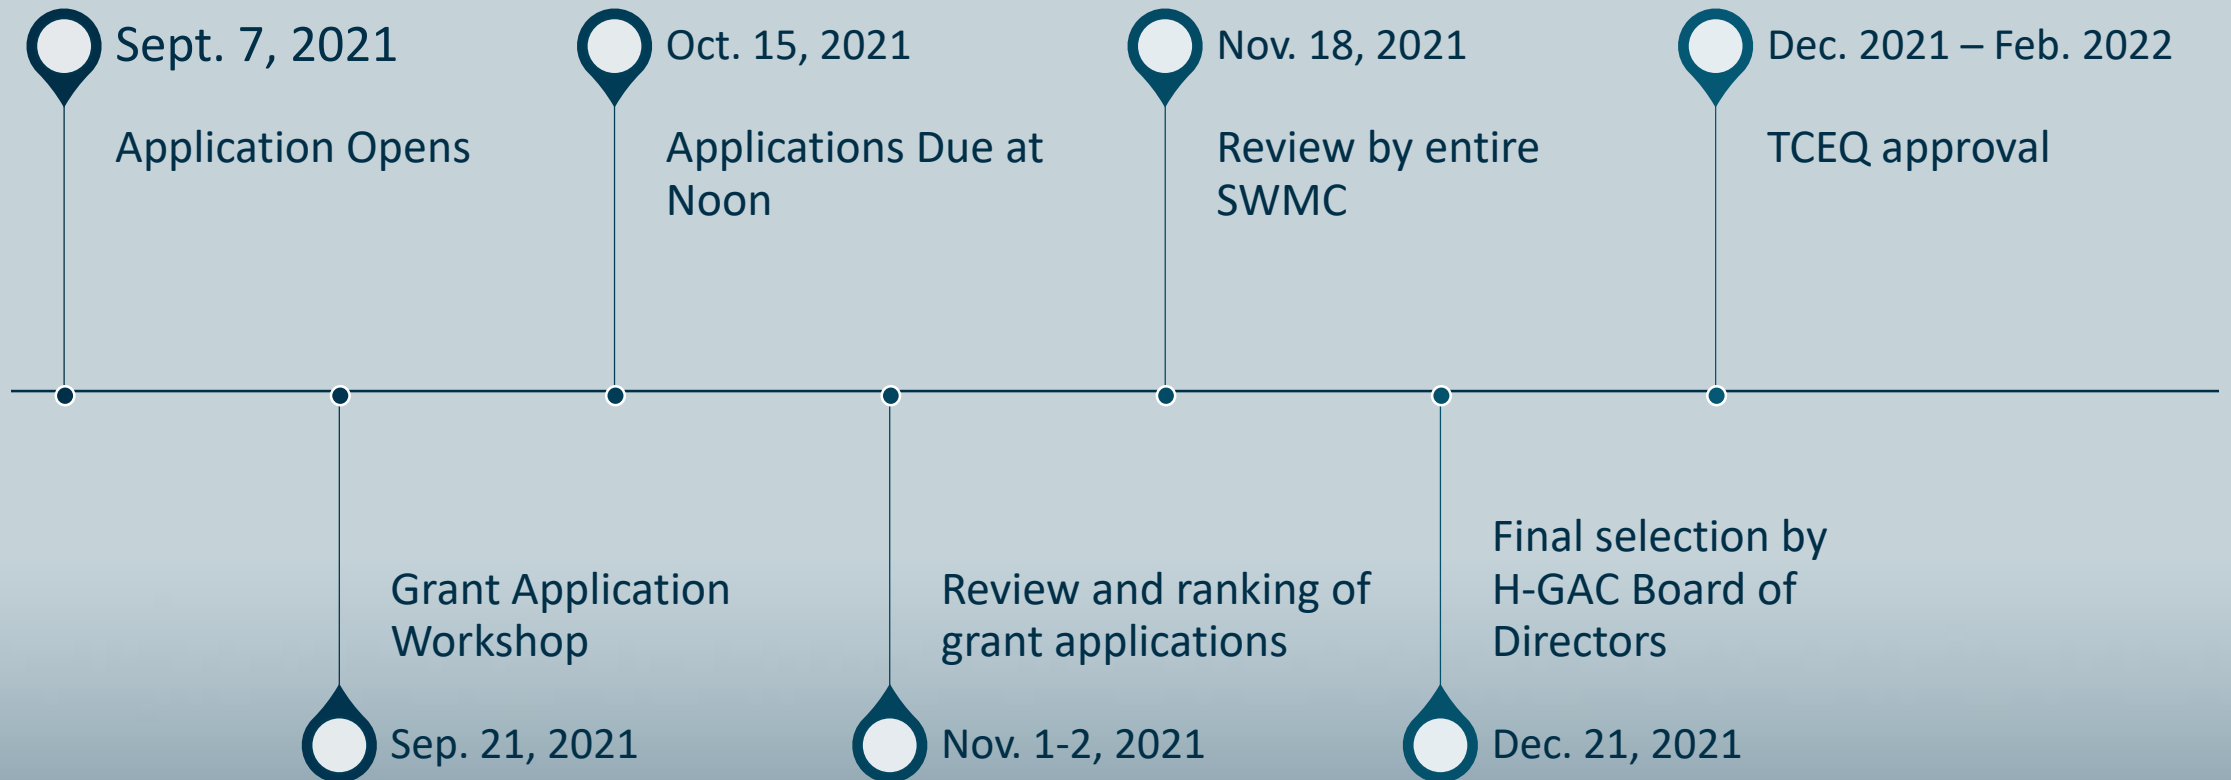 Sept. 7, 2021
Application Opens
Oct. 15, 2021
Applications Due at
Noon
Nov. 18, 2021
Review by entire
SWMC
Dec. 2021 – Feb. 2022
TCEQ approval
Grant Application
Workshop
Sep. 21, 2021
Review and ranking of
grant applications
Nov. 1-2, 2021
Final selection by
H-GAC Board of
Directors
Dec. 21, 2021